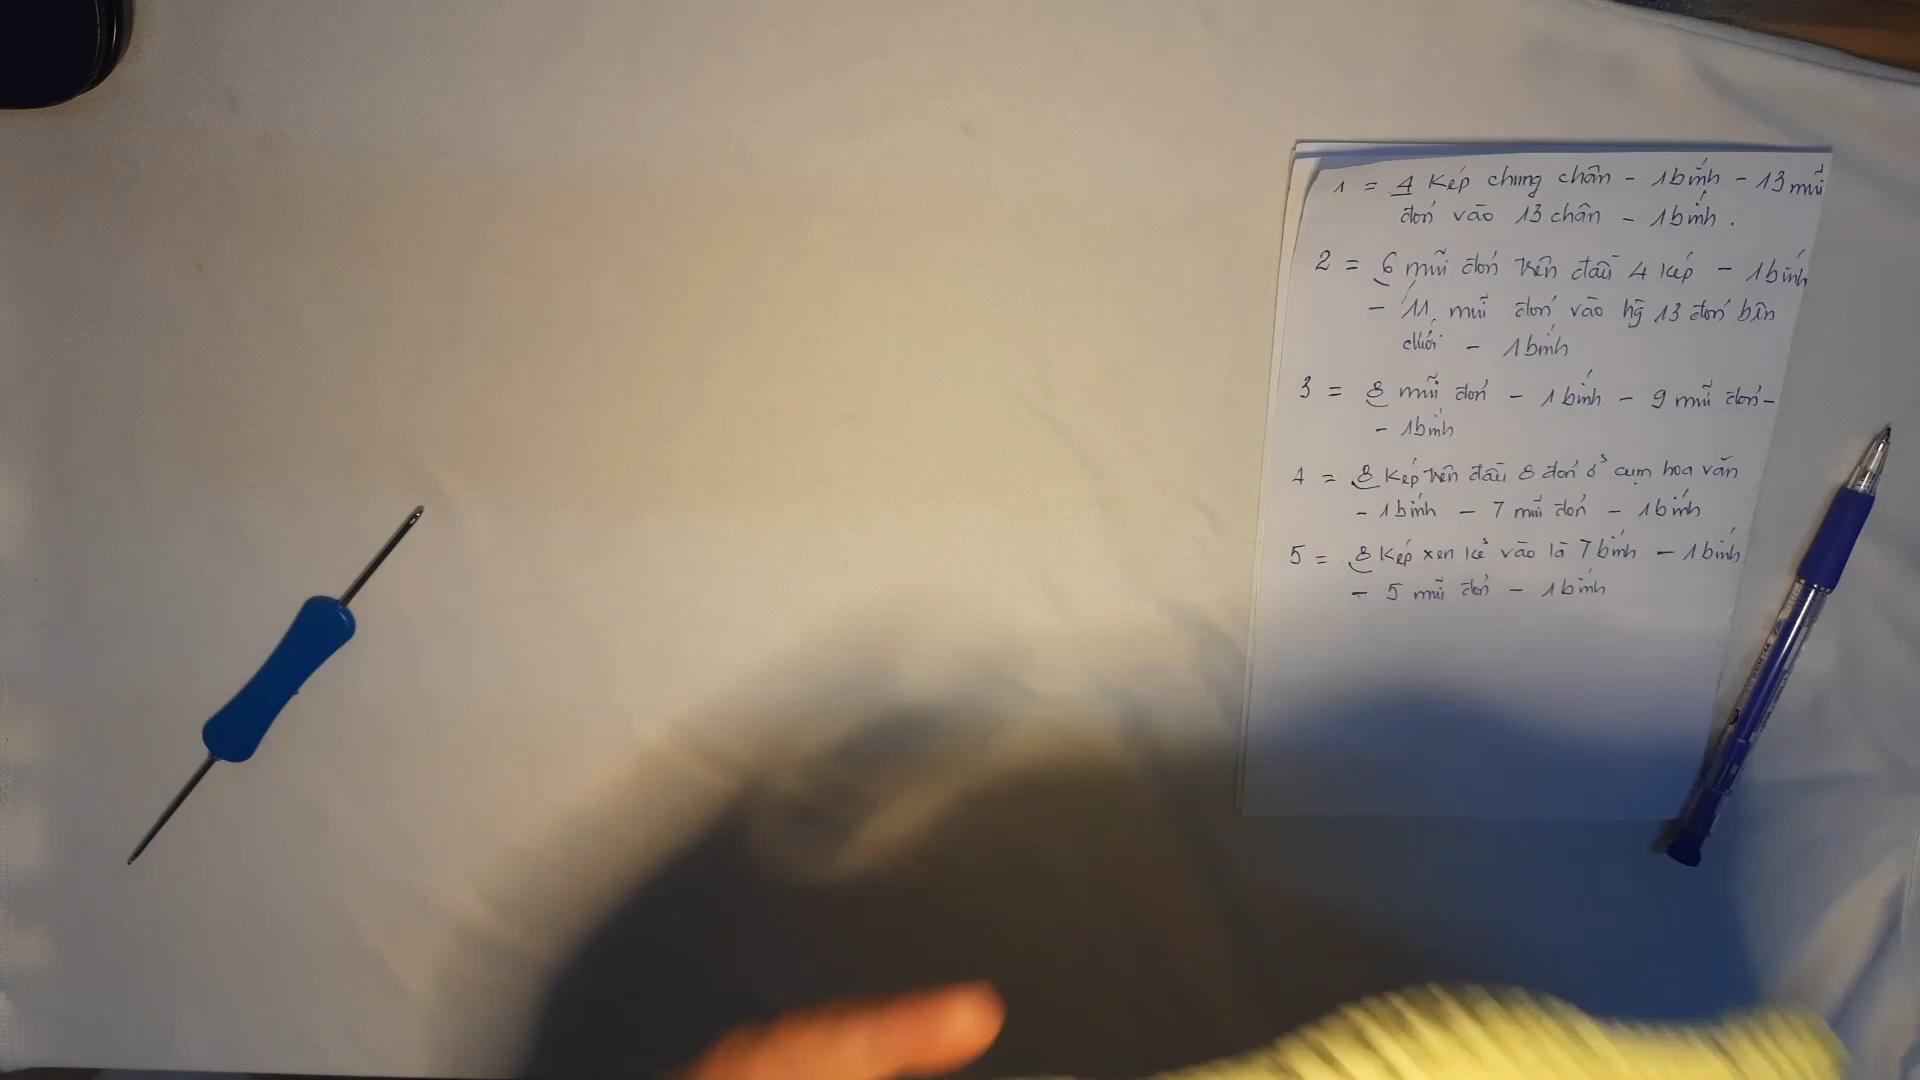 1 = 4 Kép chung chân - 1 bính - 13 mũi
đơn vào 13 chân - 1 bính.
2 = 6 mũi đơn trên đầu 4 kép - 1 bính
- 11 mũi đơn vào hg 13 đơn bên
dưới - 1 bính
3 = 8 mũi đơn - 1 bính - 9 mũi đơn -
- 1 bính
4 = 8 kép trên đầu 8 đơn ở cụm hoa văn
- 1 bính - 7 mũi đơn - 1 bính
5 = 8 kép xen kẻ vào là 7 bính - 1 bính
- 5 mũi đơn - 1 bính